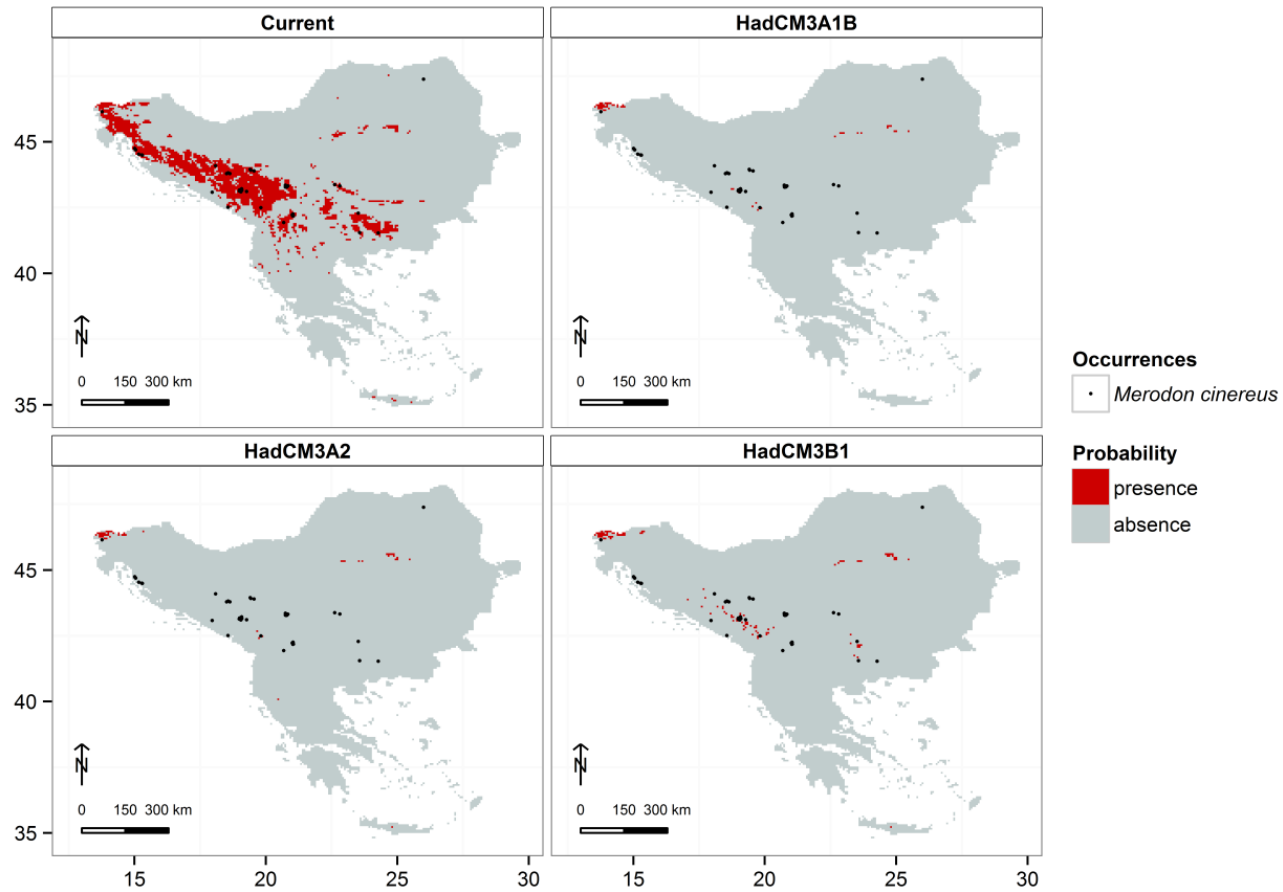 Current
HadCM3A1B
45
40
35
N
0 150 300 km
N
0 150 300 km
HadCM3A2
HadCM3B1
45
40
35
N
0 150 300 km
N
0 150 300 km
15 20 25 30
15 20 25 30
Occurrences
Merodon cinereus
Probability
presence
absence